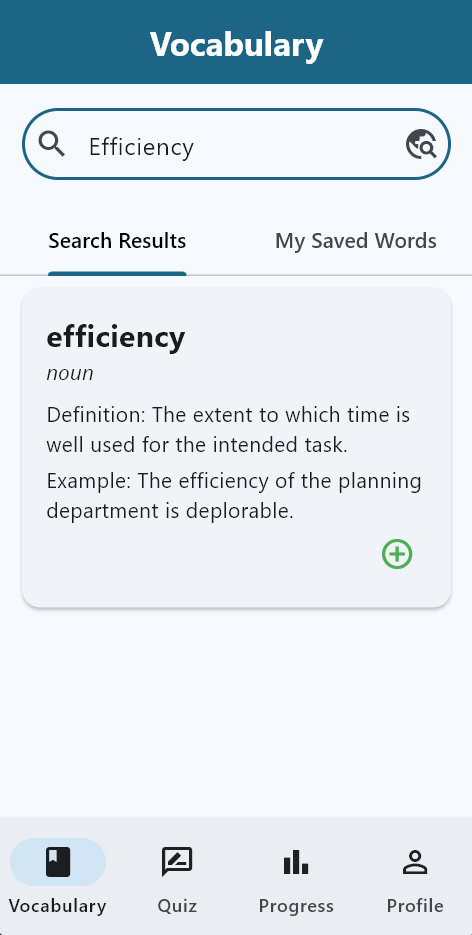 Vocabulary
Efficiency
Search Results
My Saved Words
efficiency
noun
Definition: The extent to which time is
well used for the intended task.
Example: The efficiency of the planning
department is deplorable.
Vocabulary
Quiz
Progress
Profile